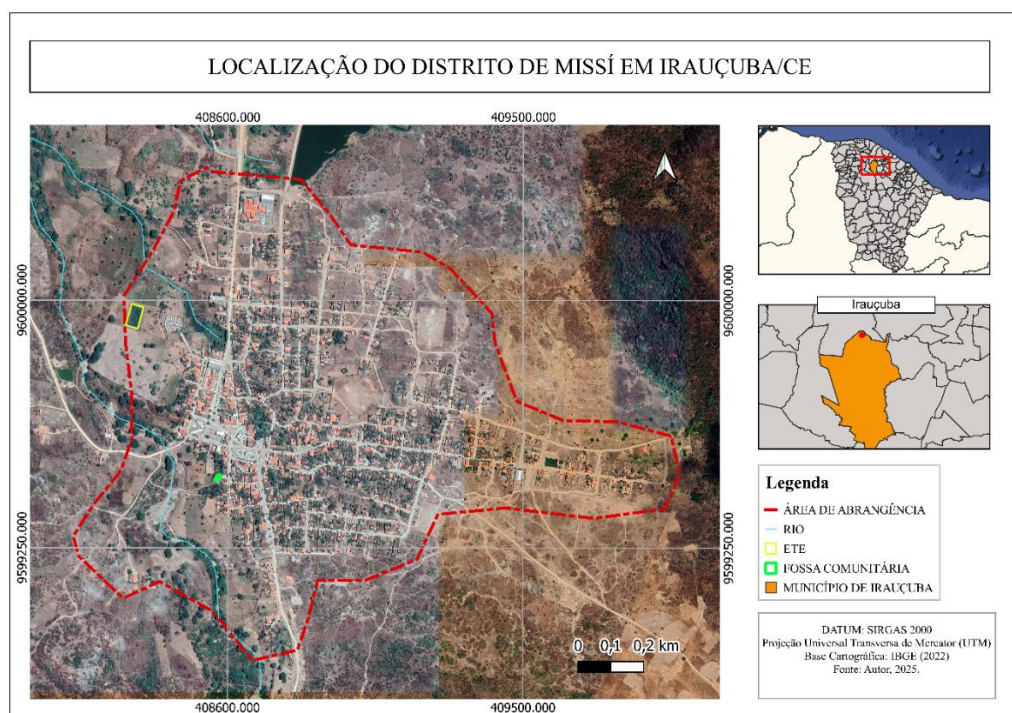 LOCALIZAÇÃO DO DISTRITO DE MISSÍ EM IRAUÇUBA/CE
408600.000
409500.000
9600000.000
9600000.000
9599250.000
9599250.000
0 0,1 0,2 km
408600.000
409500.000
Irauçuba
Legenda
ÁREA DE ABRANGÊNCIA
RIO
ETE
FOSSA COMUNITÁRIA
MUNICÍPIO DE IRAUÇUBA
DATUM: SIRGAS 2000
Projeção Universal Transversa de Mercator (UTM)
Base Cartográfica: IBGE (2022)
Fonte: Autor, 2025.